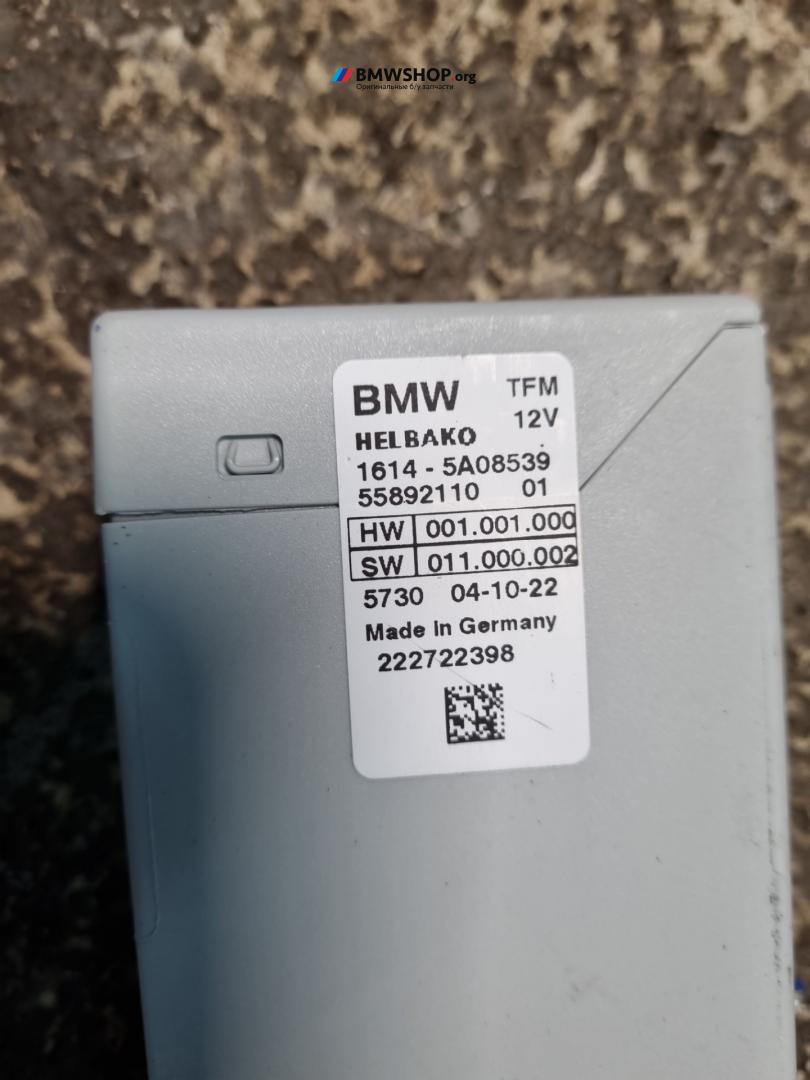 BMWSHOP.org
Оригинальные б/у запчасти
BMW TFM
12V
HELBAKO
1614 - 5A08539
55892110 01
HW 001.001.000
SW 011.000.002
5730 04-10-22
Made in Germany
222722398